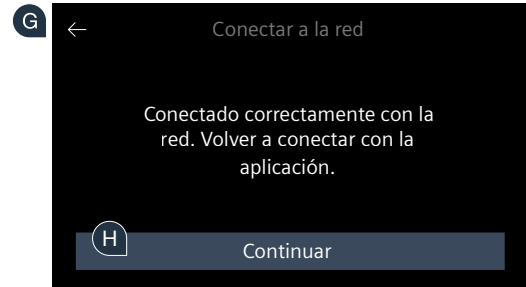 G
←
Conectar a la red
Conectado correctamente con la
red. Volver a conectar con la
aplicación.
H
Continuar